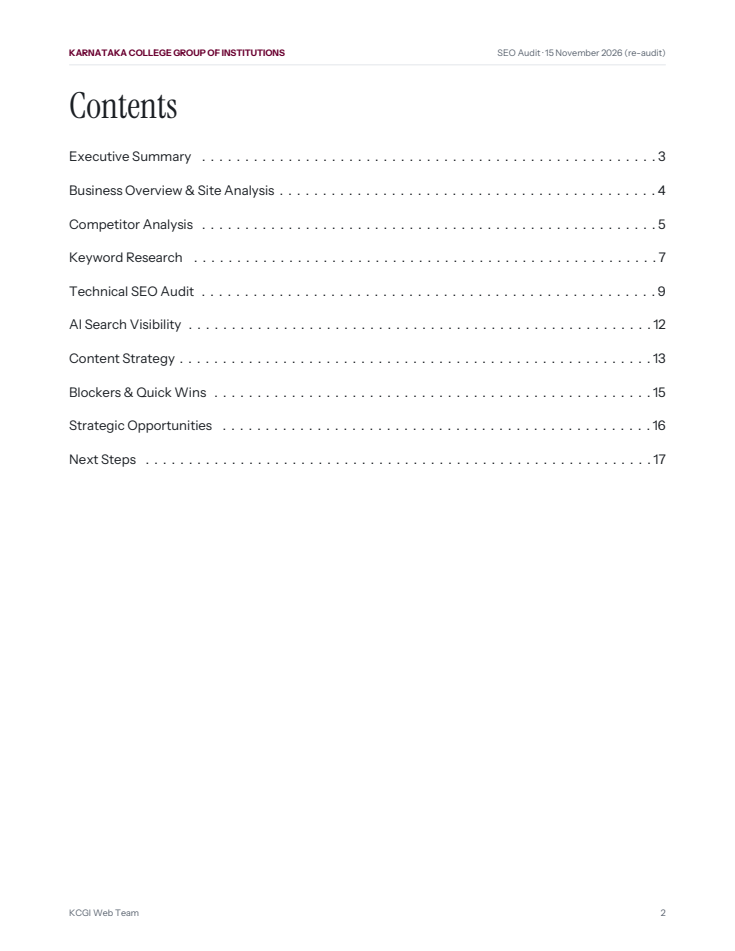 KARNATAKA COLLEGE GROUP OF INSTITUTIONS SEO Audit · 15 November 2026 (re-audit)
Contents
Executive Summary . . . . . . . . . . . . . . . . . . . . . . . . . . . . . . . . . . . . . . . . . . . . . . . . . . . . . 3
Business Overview & Site Analysis . . . . . . . . . . . . . . . . . . . . . . . . . . . . . . . . . . . . . . . . . . . . 4
Competitor Analysis . . . . . . . . . . . . . . . . . . . . . . . . . . . . . . . . . . . . . . . . . . . . . . . . . . . . . 5
Keyword Research . . . . . . . . . . . . . . . . . . . . . . . . . . . . . . . . . . . . . . . . . . . . . . . . . . . . . . 7
Technical SEO Audit . . . . . . . . . . . . . . . . . . . . . . . . . . . . . . . . . . . . . . . . . . . . . . . . . . . . . 9
AI Search Visibility . . . . . . . . . . . . . . . . . . . . . . . . . . . . . . . . . . . . . . . . . . . . . . . . . . . . . . 12
Content Strategy . . . . . . . . . . . . . . . . . . . . . . . . . . . . . . . . . . . . . . . . . . . . . . . . . . . . . . . 13
Blockers & Quick Wins . . . . . . . . . . . . . . . . . . . . . . . . . . . . . . . . . . . . . . . . . . . . . . . . . . . 15
Strategic Opportunities . . . . . . . . . . . . . . . . . . . . . . . . . . . . . . . . . . . . . . . . . . . . . . . . . . 16
Next Steps . . . . . . . . . . . . . . . . . . . . . . . . . . . . . . . . . . . . . . . . . . . . . . . . . . . . . . . . . . . 17
KCGI Web Team 2